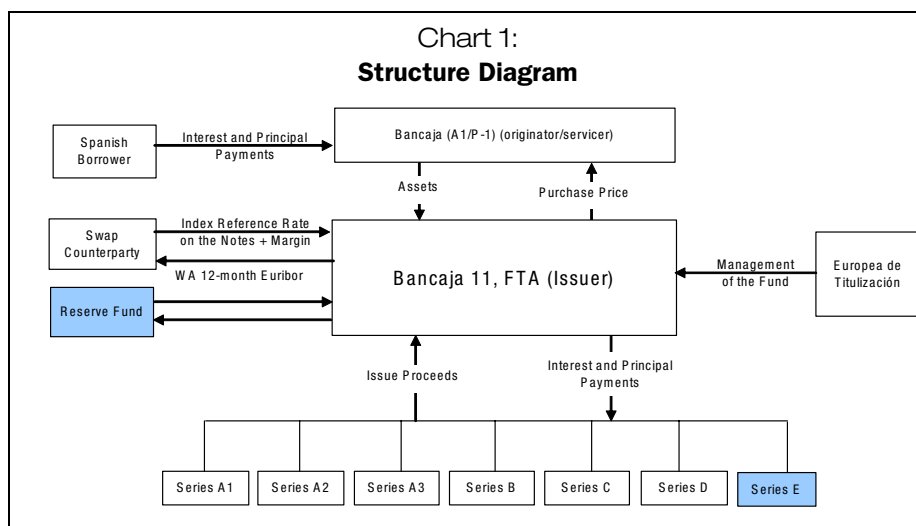 Chart 1:
Structure Diagram
Spanish
Borrower
Interest and Principal
Payments
Bancaja (A1/P-1) (originator/servicer)
Assets
Purchase Price
Swap
Counterparty
Index Reference Rate
on the Notes + Margin
WA 12-month Euribor
Reserve Fund
Bancaja 11, FTA (Issuer)
Management
of the Fund
Europea de
Titulización
Issue Proceeds
Interest and Principal
Payments
Series A1
Series A2
Series A3
Series B
Series C
Series D
Series E